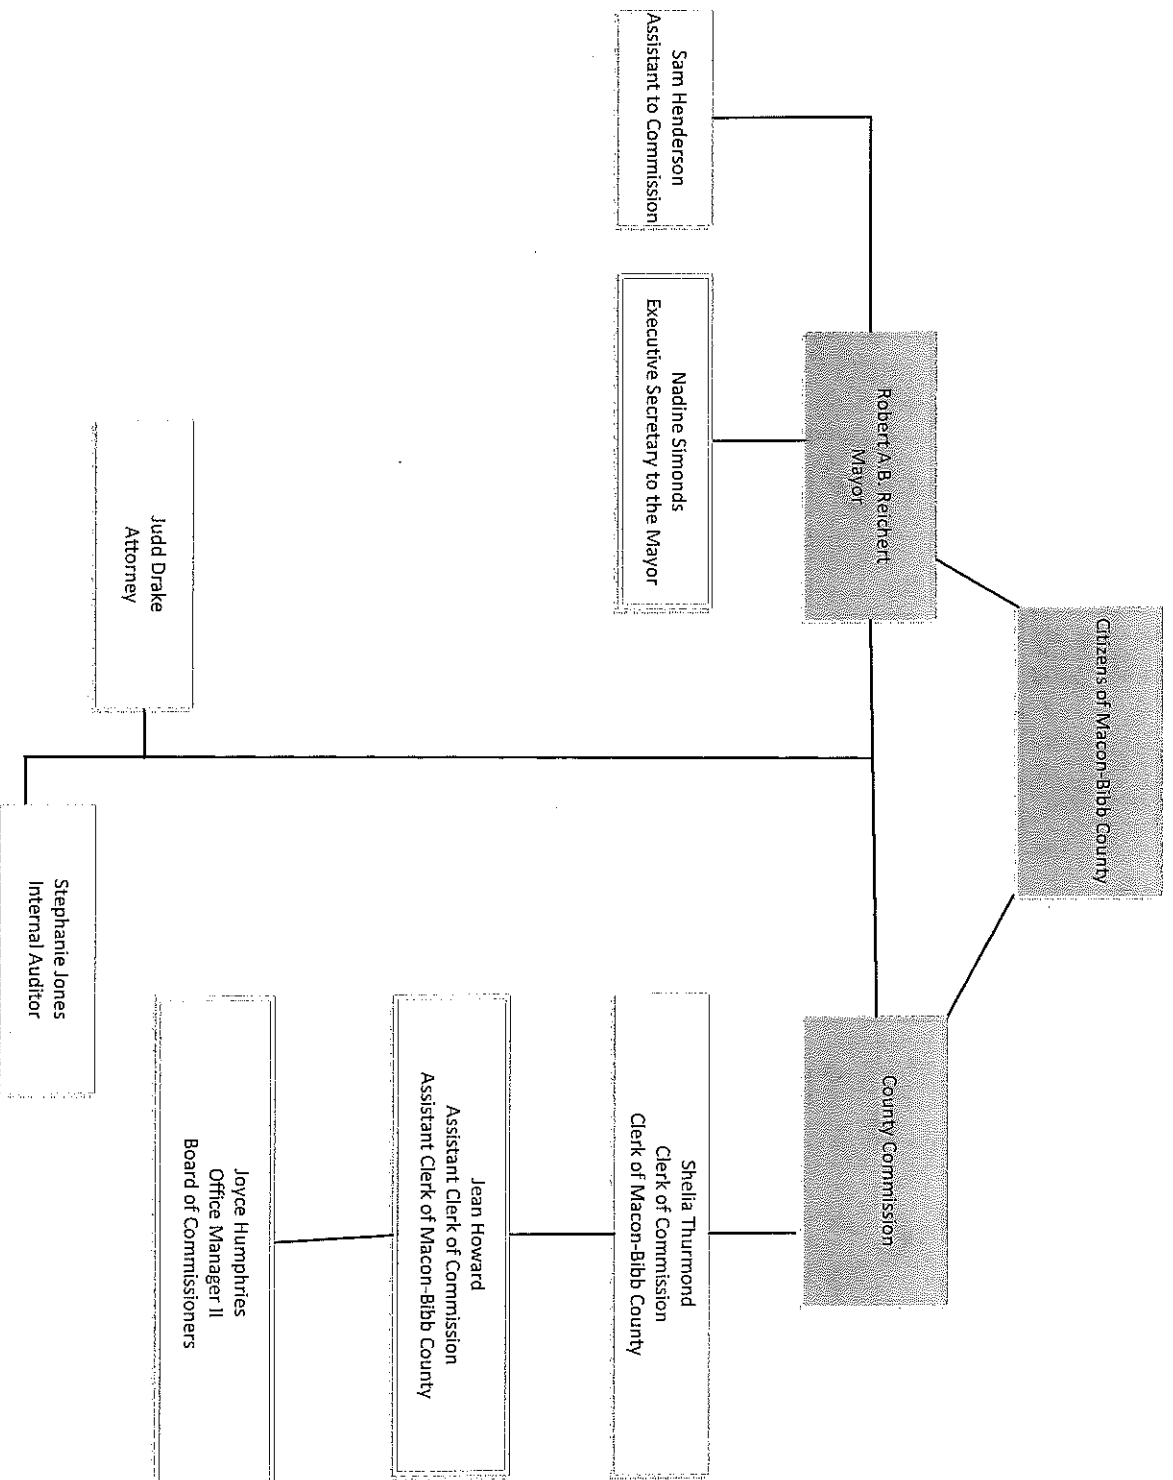 Citizens of Macon-Bibb County
Robert A.B. Reichert
Mayor
County Commission
Sam Henderson
Assistant to Commission
Nadine Simonds
Executive Secretary to the Mayor
Shelia Thurmond
Clerk of Commission
Clerk of Macon-Bibb County
Jean Howard
Assistant Clerk of Commission
Assistant Clerk of Macon-Bibb County
Joyce Humphries
Office Manager II
Board of Commissioners
Judd Drake
Attorney
Stephanie Jones
Internal Auditor